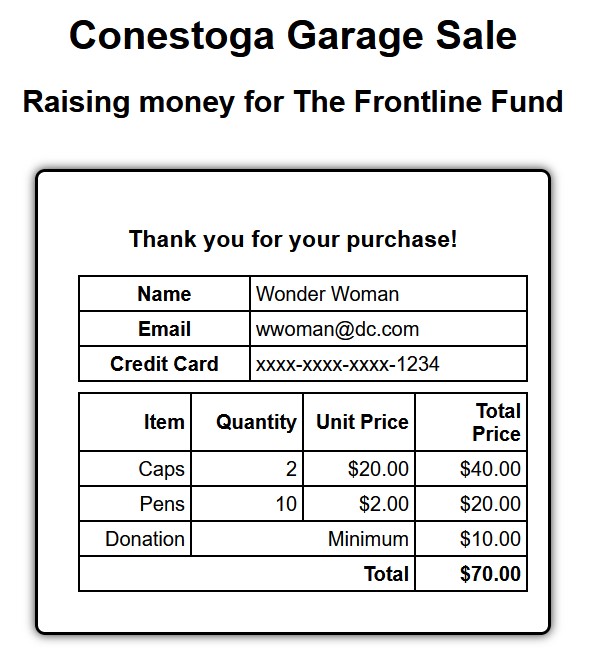 Conestoga Garage Sale
Raising money for The Frontline Fund
Thank you for your purchase!
Name Wonder Woman
Email wwoman@dc.com
Credit Card xxxx-xxxx-xxxx-1234
Item Quantity Unit Price Total Price
Caps 2 $20.00 $40.00
Pens 10 $2.00 $20.00
Donation Minimum $10.00
Total $70.00